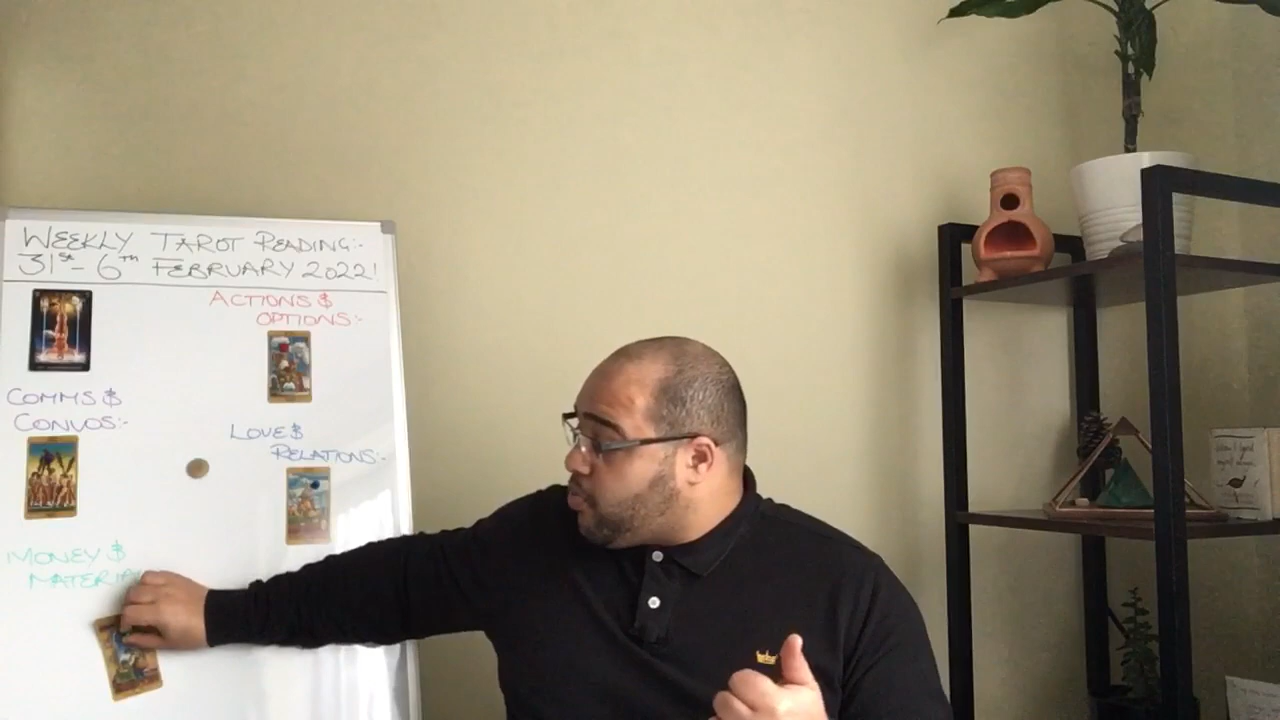 WEEKLY TAROT READING:-
31st - 6th FEBRUARY 2022!
ACTIONS &
OPTIONS:-
COMMS &
CONVOS:-
LOVE &
RELATIONS:-
MONEY &